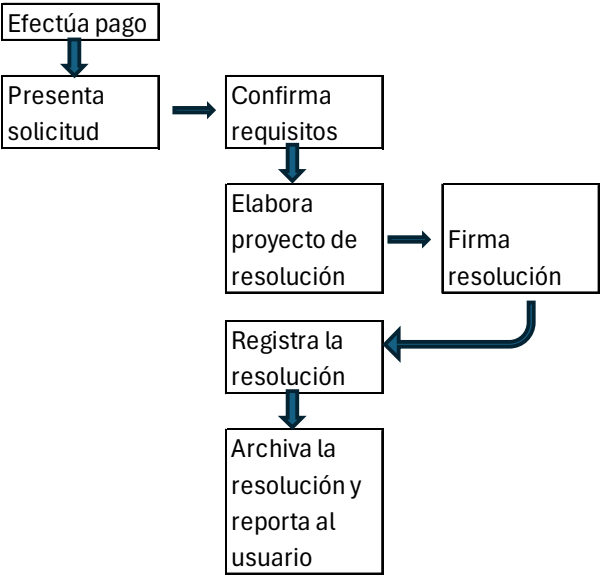 Efectúa pago
Presenta
solicitud
Confirma
requisitos
Elabora
proyecto de
resolución
Firma
resolución
Registra la
resolución
Archiva la
resolución y
reporta al
usuario